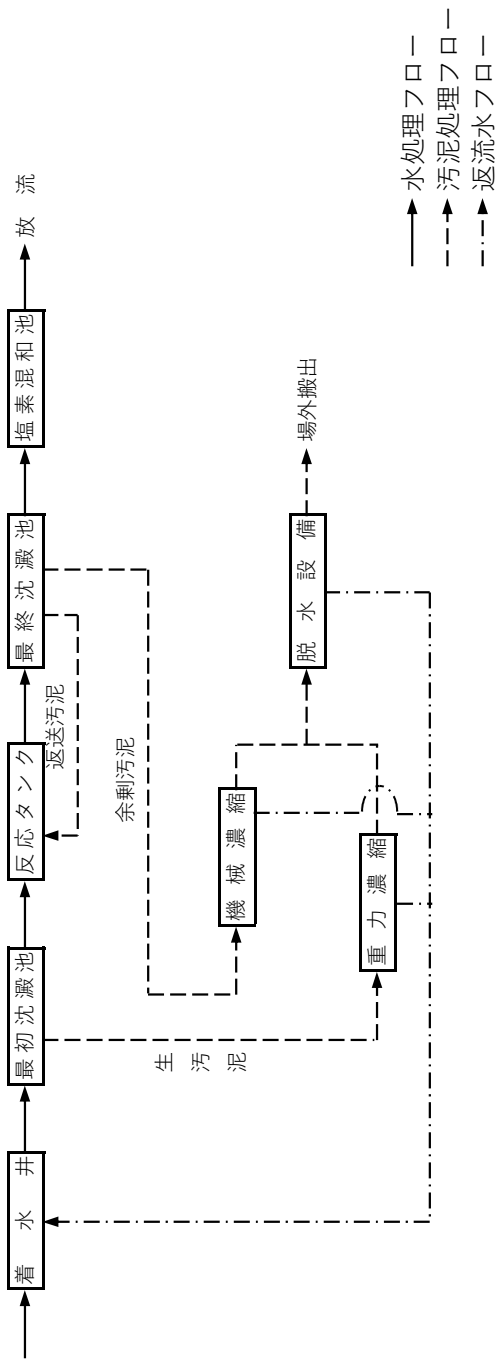 着水井
最初沈澱池
反応タンク
最終沈澱池
塩素混和池
放流
返送汚泥
余剰汚泥
生汚泥
機械濃縮
重力濃縮
脱水設備
場外搬出
水処理フロー
汚泥処理フロー
返流水フロー